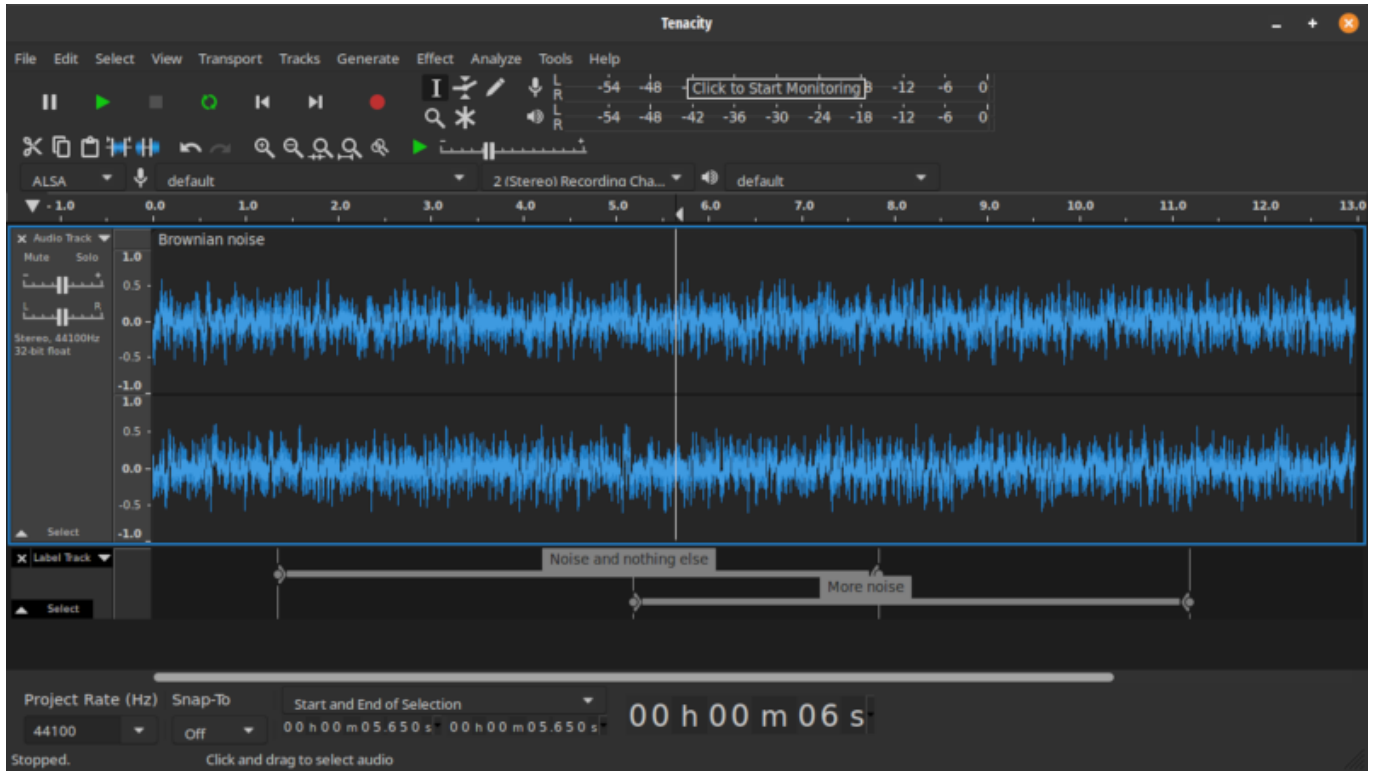 Tenacity
File Edit Select View Transport Tracks Generate Effect Analyze Tools Help
L -54 -48 Click to Start Monitoring -12 -6 0
R
L -54 -48 -42 -36 -30 -24 -18 -12 -6 0
R
ALSA default 2 (Stereo) Recording Cha... default
- 1.0 0.0 1.0 2.0 3.0 4.0 5.0 6.0 7.0 8.0 9.0 10.0 11.0 12.0 13.0
Audio Track Brownian noise
Mute Solo 1.0
- + 0.5
L R
0.0
Stereo, 44100Hz
32-bit float -0.5
-1.0
1.0
0.5
0.0
-0.5
Select -1.0
Label Track Noise and nothing else
More noise
Select
Project Rate (Hz) Snap-To Start and End of Selection
44100 Off 00 h 00 m 05.650 s 00 h 00 m 05.650 s 00 h 00 m 06 s
Stopped. Click and drag to select audio